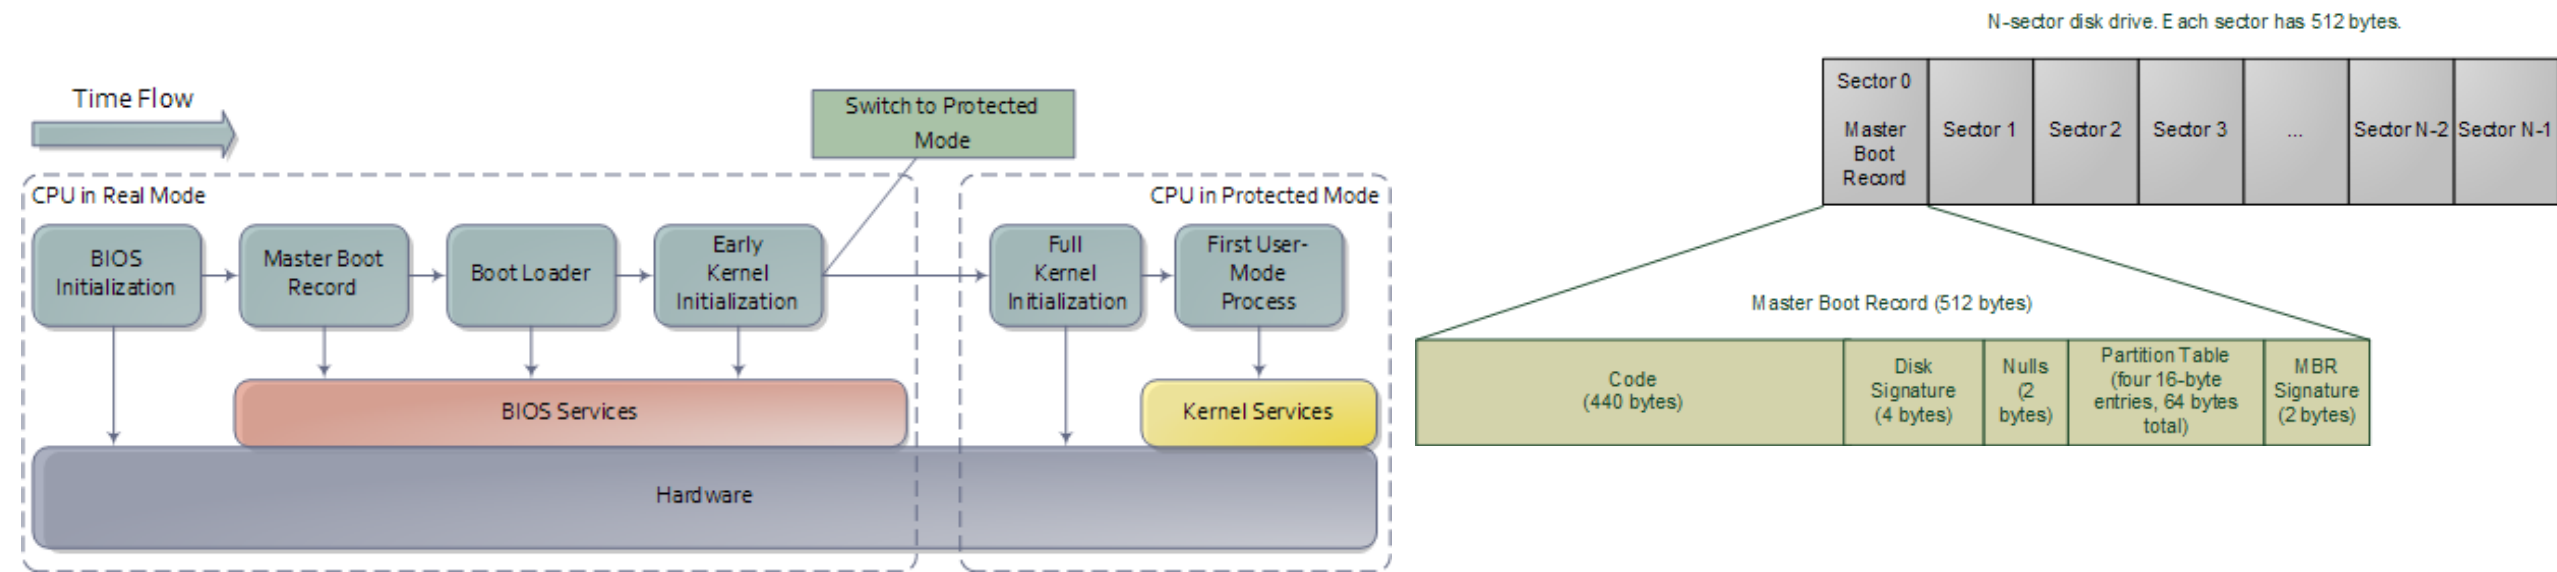 Time Flow
Switch to Protected
Mode
CPU in Real Mode
CPU in Protected Mode
BIOS
Initialization
Master Boot
Record
Boot Loader
Early
Kernel
Initialization
Full
Kernel
Initialization
First User-
Mode
Process
BIOS Services
Kernel Services
Hardware
N-sector disk drive. Each sector has 512 bytes.
Sector 0
Master
Boot
Record
Sector 1
Sector 2
Sector 3
...
Sector N-2
Sector N-1
Master Boot Record (512 bytes)
Code
(440 bytes)
Disk
Signature
(4 bytes)
Nulls
(2
bytes)
Partition Table
(four 16-byte
entries, 64 bytes
total)
MBR
Signature
(2 bytes)